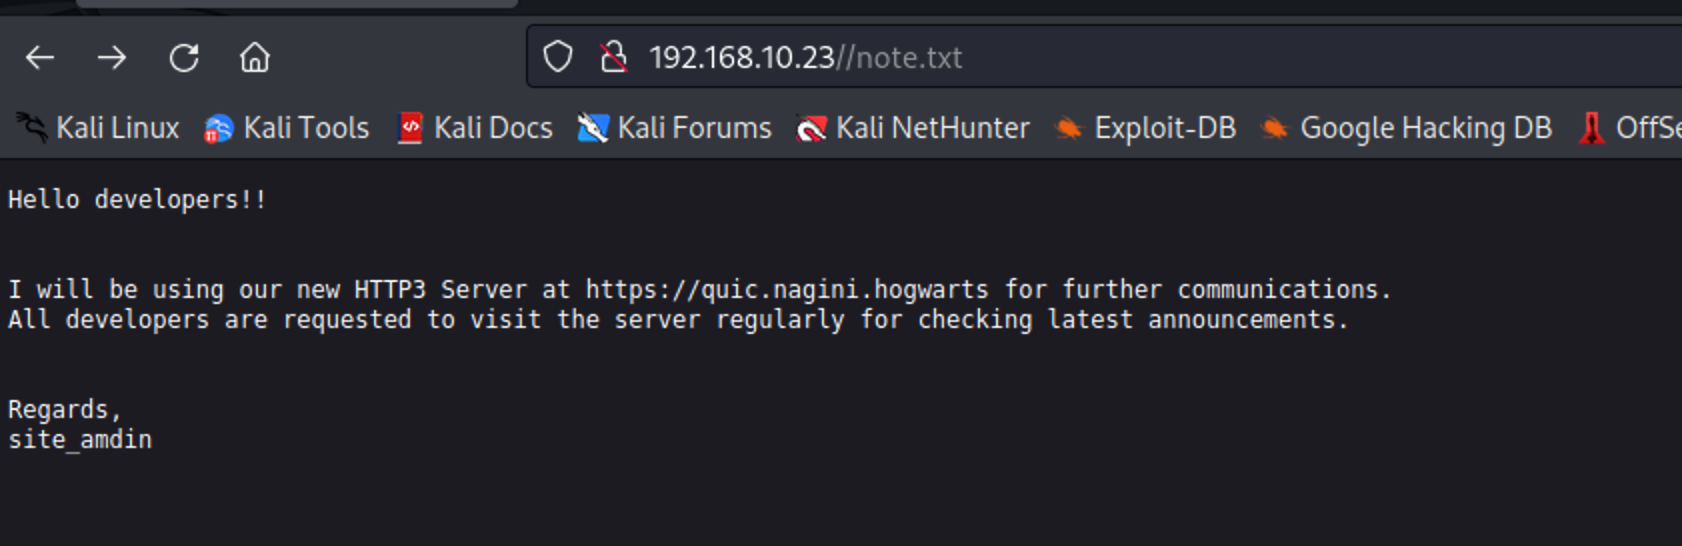 192.168.10.23//note.txt
Kali Linux Kali Tools Kali Docs Kali Forums Kali NetHunter Exploit-DB Google Hacking DB OffSe
Hello developers!!
I will be using our new HTTP3 Server at https://quic.nagini.hogwarts for further communications.
All developers are requested to visit the server regularly for checking latest announcements.
Regards,
site_amdin